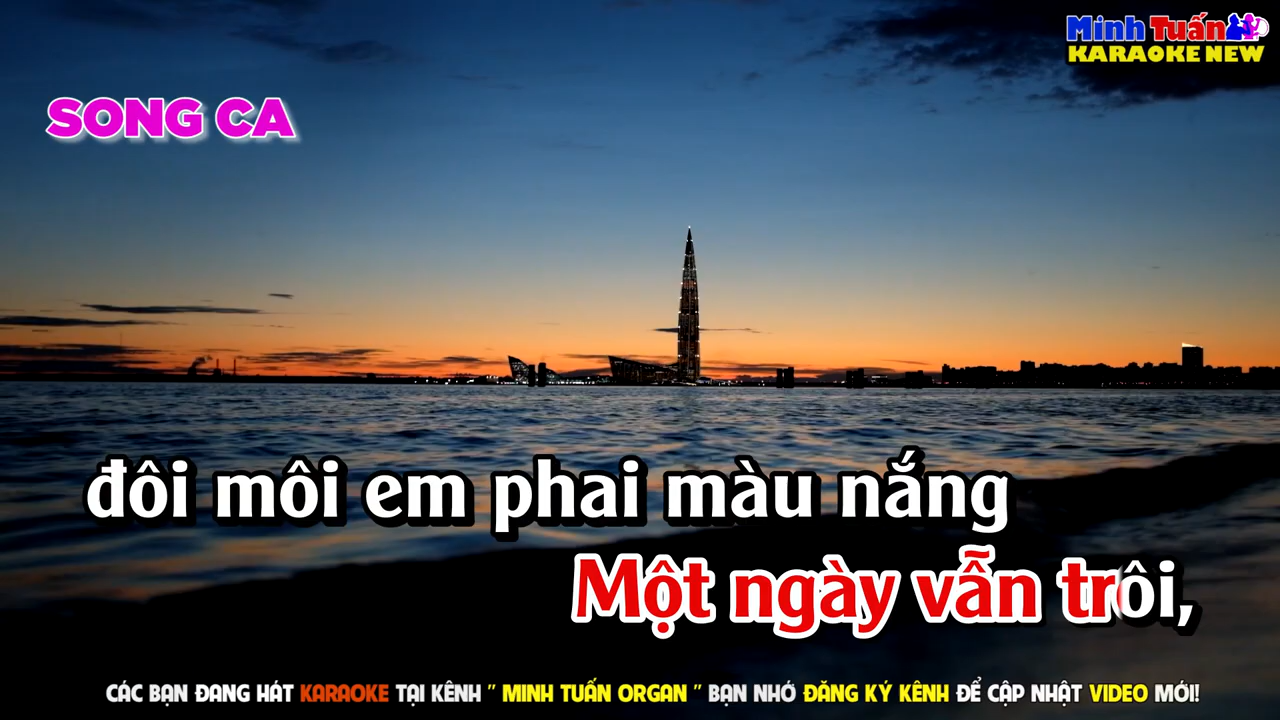 Minh Tuấn
KARAOKE NEW
SONG CA
đôi môi em phai màu nắng
Một ngày vẫn trôi,
CÁC BẠN ĐANG HÁT KARAOKE TẠI KÊNH " MINH TUẤN ORGAN " BẠN NHỚ ĐĂNG KÝ KÊNH ĐỂ CẬP NHẬT VIDEO MỚI!